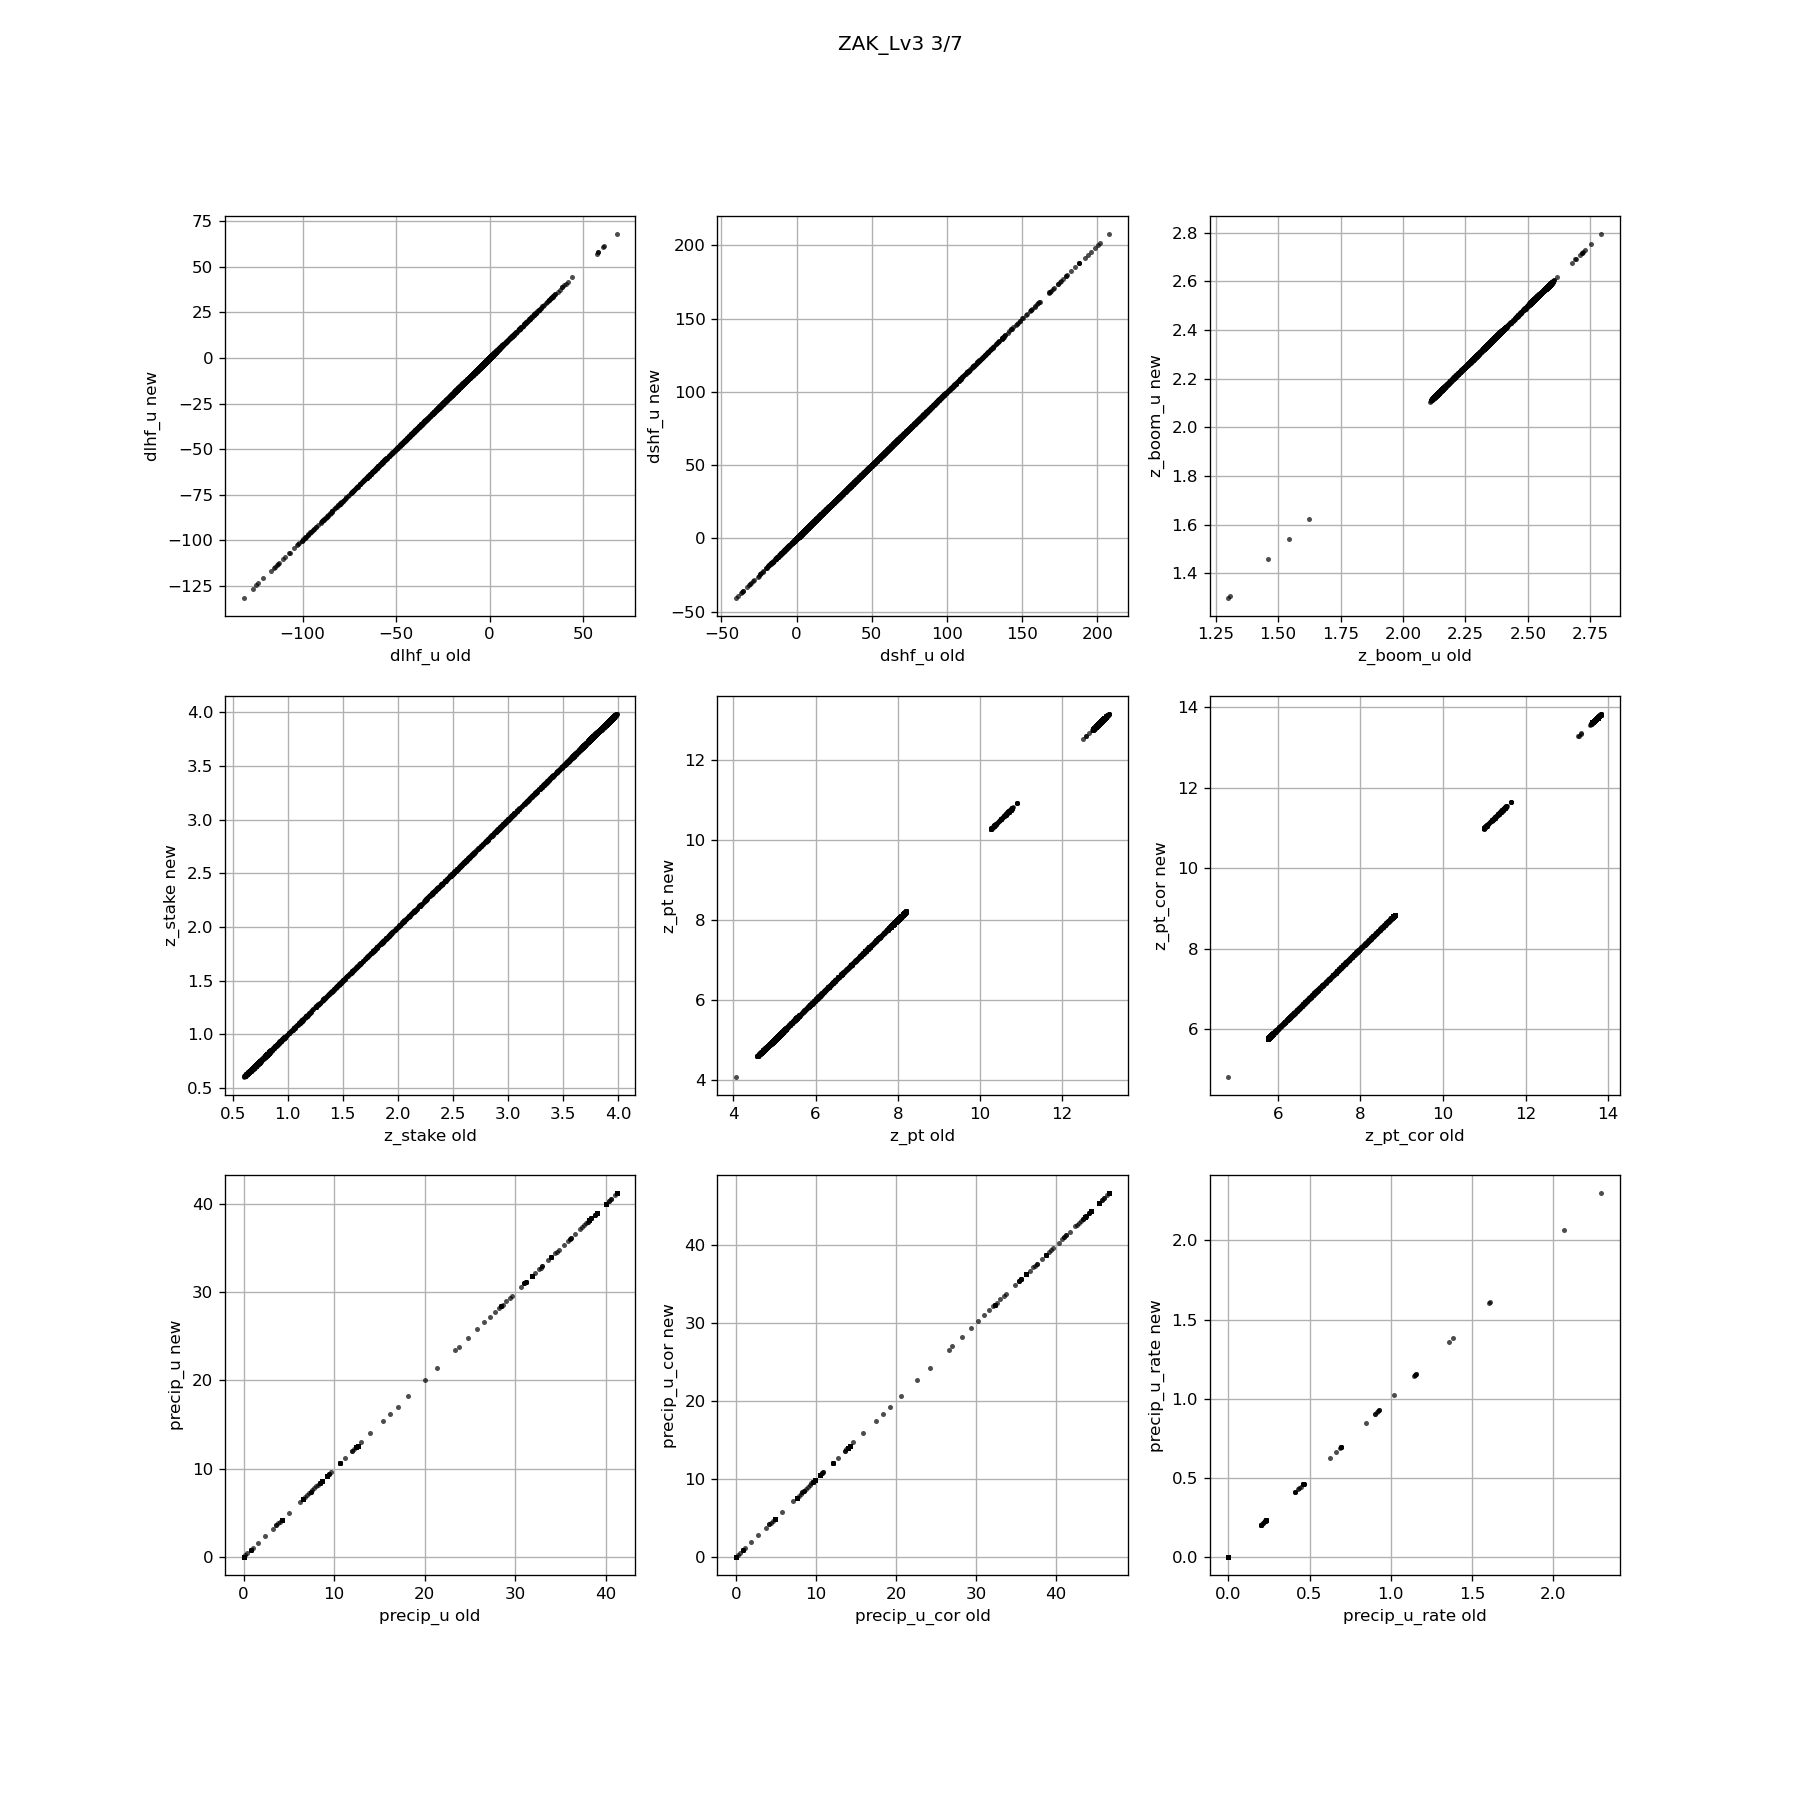 ZAK_Lv3 3/7
75
50
25
0
−25
−50
−75
−100
−125
dlhf_u new
−100 −50 0 50
dlhf_u old
200
150
100
50
0
−50
dshf_u new
−50 0 50 100 150 200
dshf_u old
2.8
2.6
2.4
2.2
2.0
1.8
1.6
1.4
z_boom_u new
1.25 1.50 1.75 2.00 2.25 2.50 2.75
z_boom_u old
4.0
3.5
3.0
2.5
2.0
1.5
1.0
0.5
z_stake new
0.5 1.0 1.5 2.0 2.5 3.0 3.5 4.0
z_stake old
12
10
8
6
4
z_pt new
4 6 8 10 12
z_pt old
14
12
10
8
6
z_pt_cor new
6 8 10 12 14
z_pt_cor old
40
30
20
10
0
precip_u new
0 10 20 30 40
precip_u old
40
30
20
10
0
precip_u_cor new
0 10 20 30 40
precip_u_cor old
2.0
1.5
1.0
0.5
0.0
precip_u_rate new
0.0 0.5 1.0 1.5 2.0
precip_u_rate old